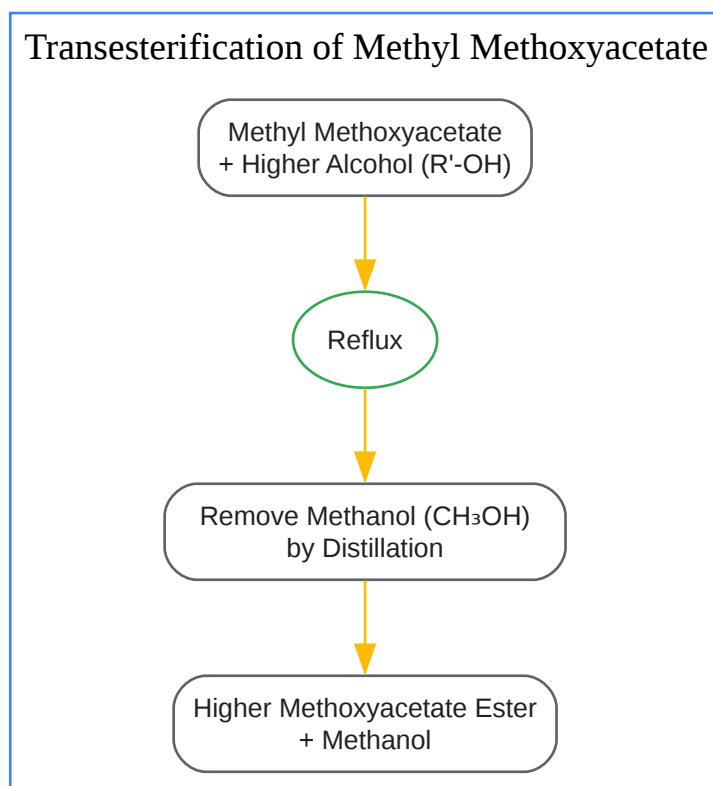 Transesterification of Methyl Methoxyacetate
Methyl Methoxyacetate
+ Higher Alcohol (R'-OH)
Reflux
Remove Methanol (CH₃OH)
by Distillation
Higher Methoxyacetate Ester
+ Methanol